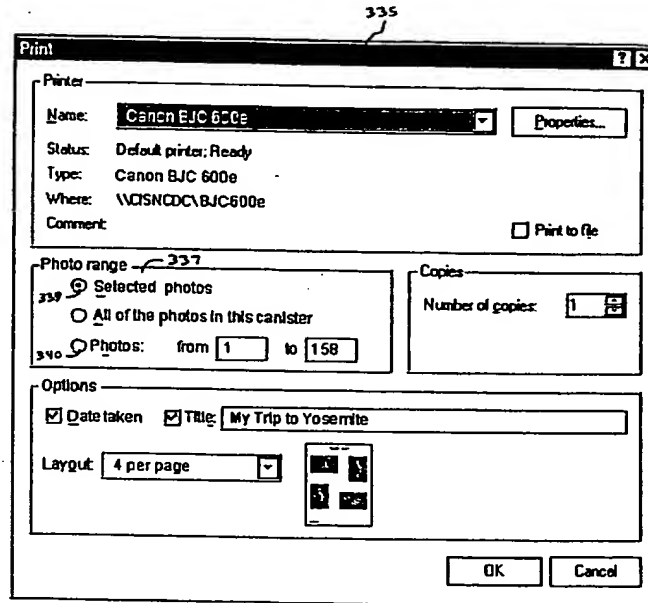 335
Print
Printer
Name: Canon BJC 600e Properties...
Status: Default printer; Ready
Type: Canon BJC 600e
Where: \\CISNCDC\BJC600e
Comment:
Print to file
Photo range 337
339 Selected photos
All of the photos in this canister
340 Photos: from 1 to 158
Copies
Number of copies: 1
Options
Date taken Title: My Trip to Yosemite
Layout: 4 per page
OK Cancel